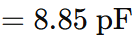 = 8.85 pF